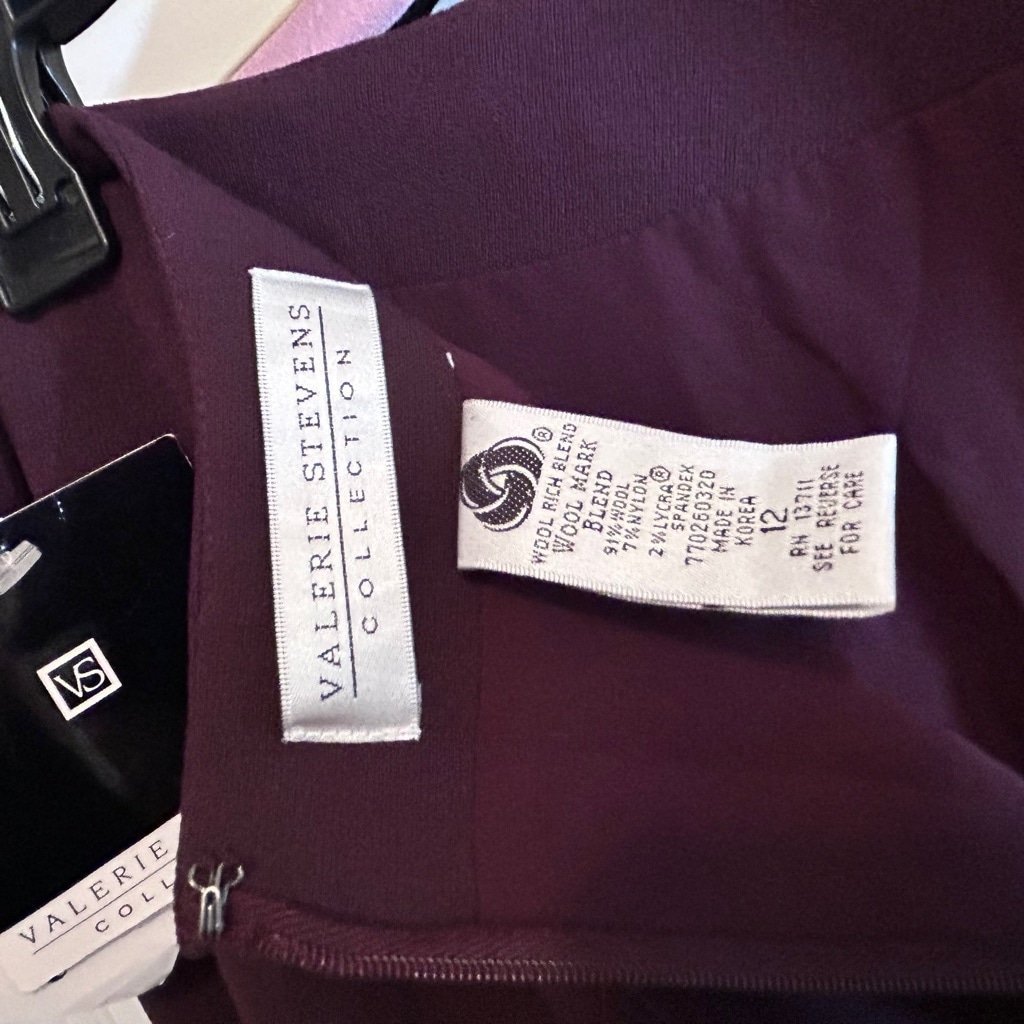 VALERIE STEVENS
COLLECTION
®
WOOL RICH BLEND
WOOL MARK
BLEND
91% WOOL
7% NYLON
2% LYCRA®
SPANDEX
770260320
MADE IN
KOREA
12
RN 13711
SEE REVERSE
FOR CARE
VS
VALERIE
COLL